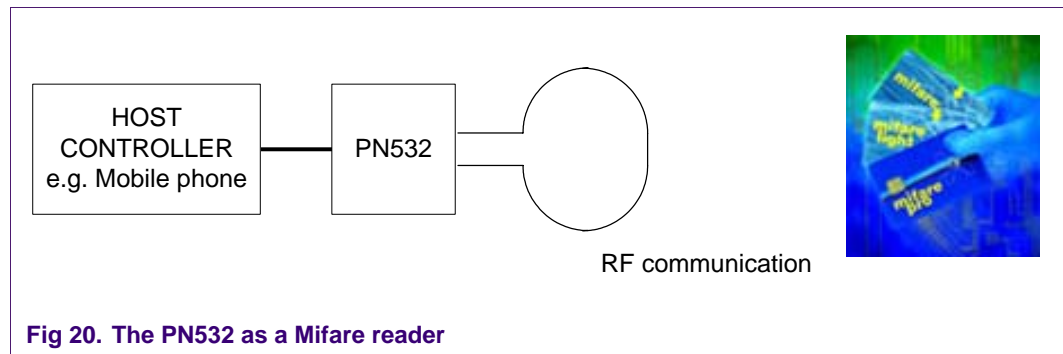 HOST
CONTROLLER
e.g. Mobile phone
PN532
mifare
mifare
light
mifare
pro
RF communication
Fig 20. The PN532 as a Mifare reader